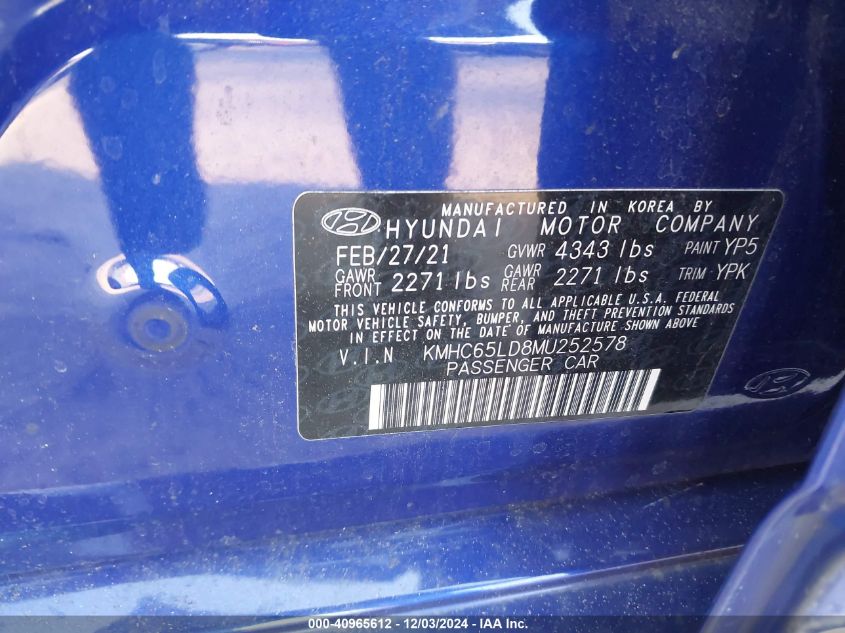 MANUFACTURED IN KOREA BY
HYUNDAI MOTOR COMPANY
FEB/27/21 GVWR 4343 lbs PAINT YP5
GAWR FRONT 2271 lbs GAWR REAR 2271 lbs TRIM YPK
THIS VEHICLE CONFORMS TO ALL APPLICABLE U.S.A. FEDERAL
MOTOR VEHICLE SAFETY, BUMPER, AND THEFT PREVENTION STANDARDS
IN EFFECT ON THE DATE OF MANUFACTURE SHOWN ABOVE
V.I.N KMHC65LD8MU252578
PASSENGER CAR
000-40965612 - 12/03/2024 - IAA Inc.